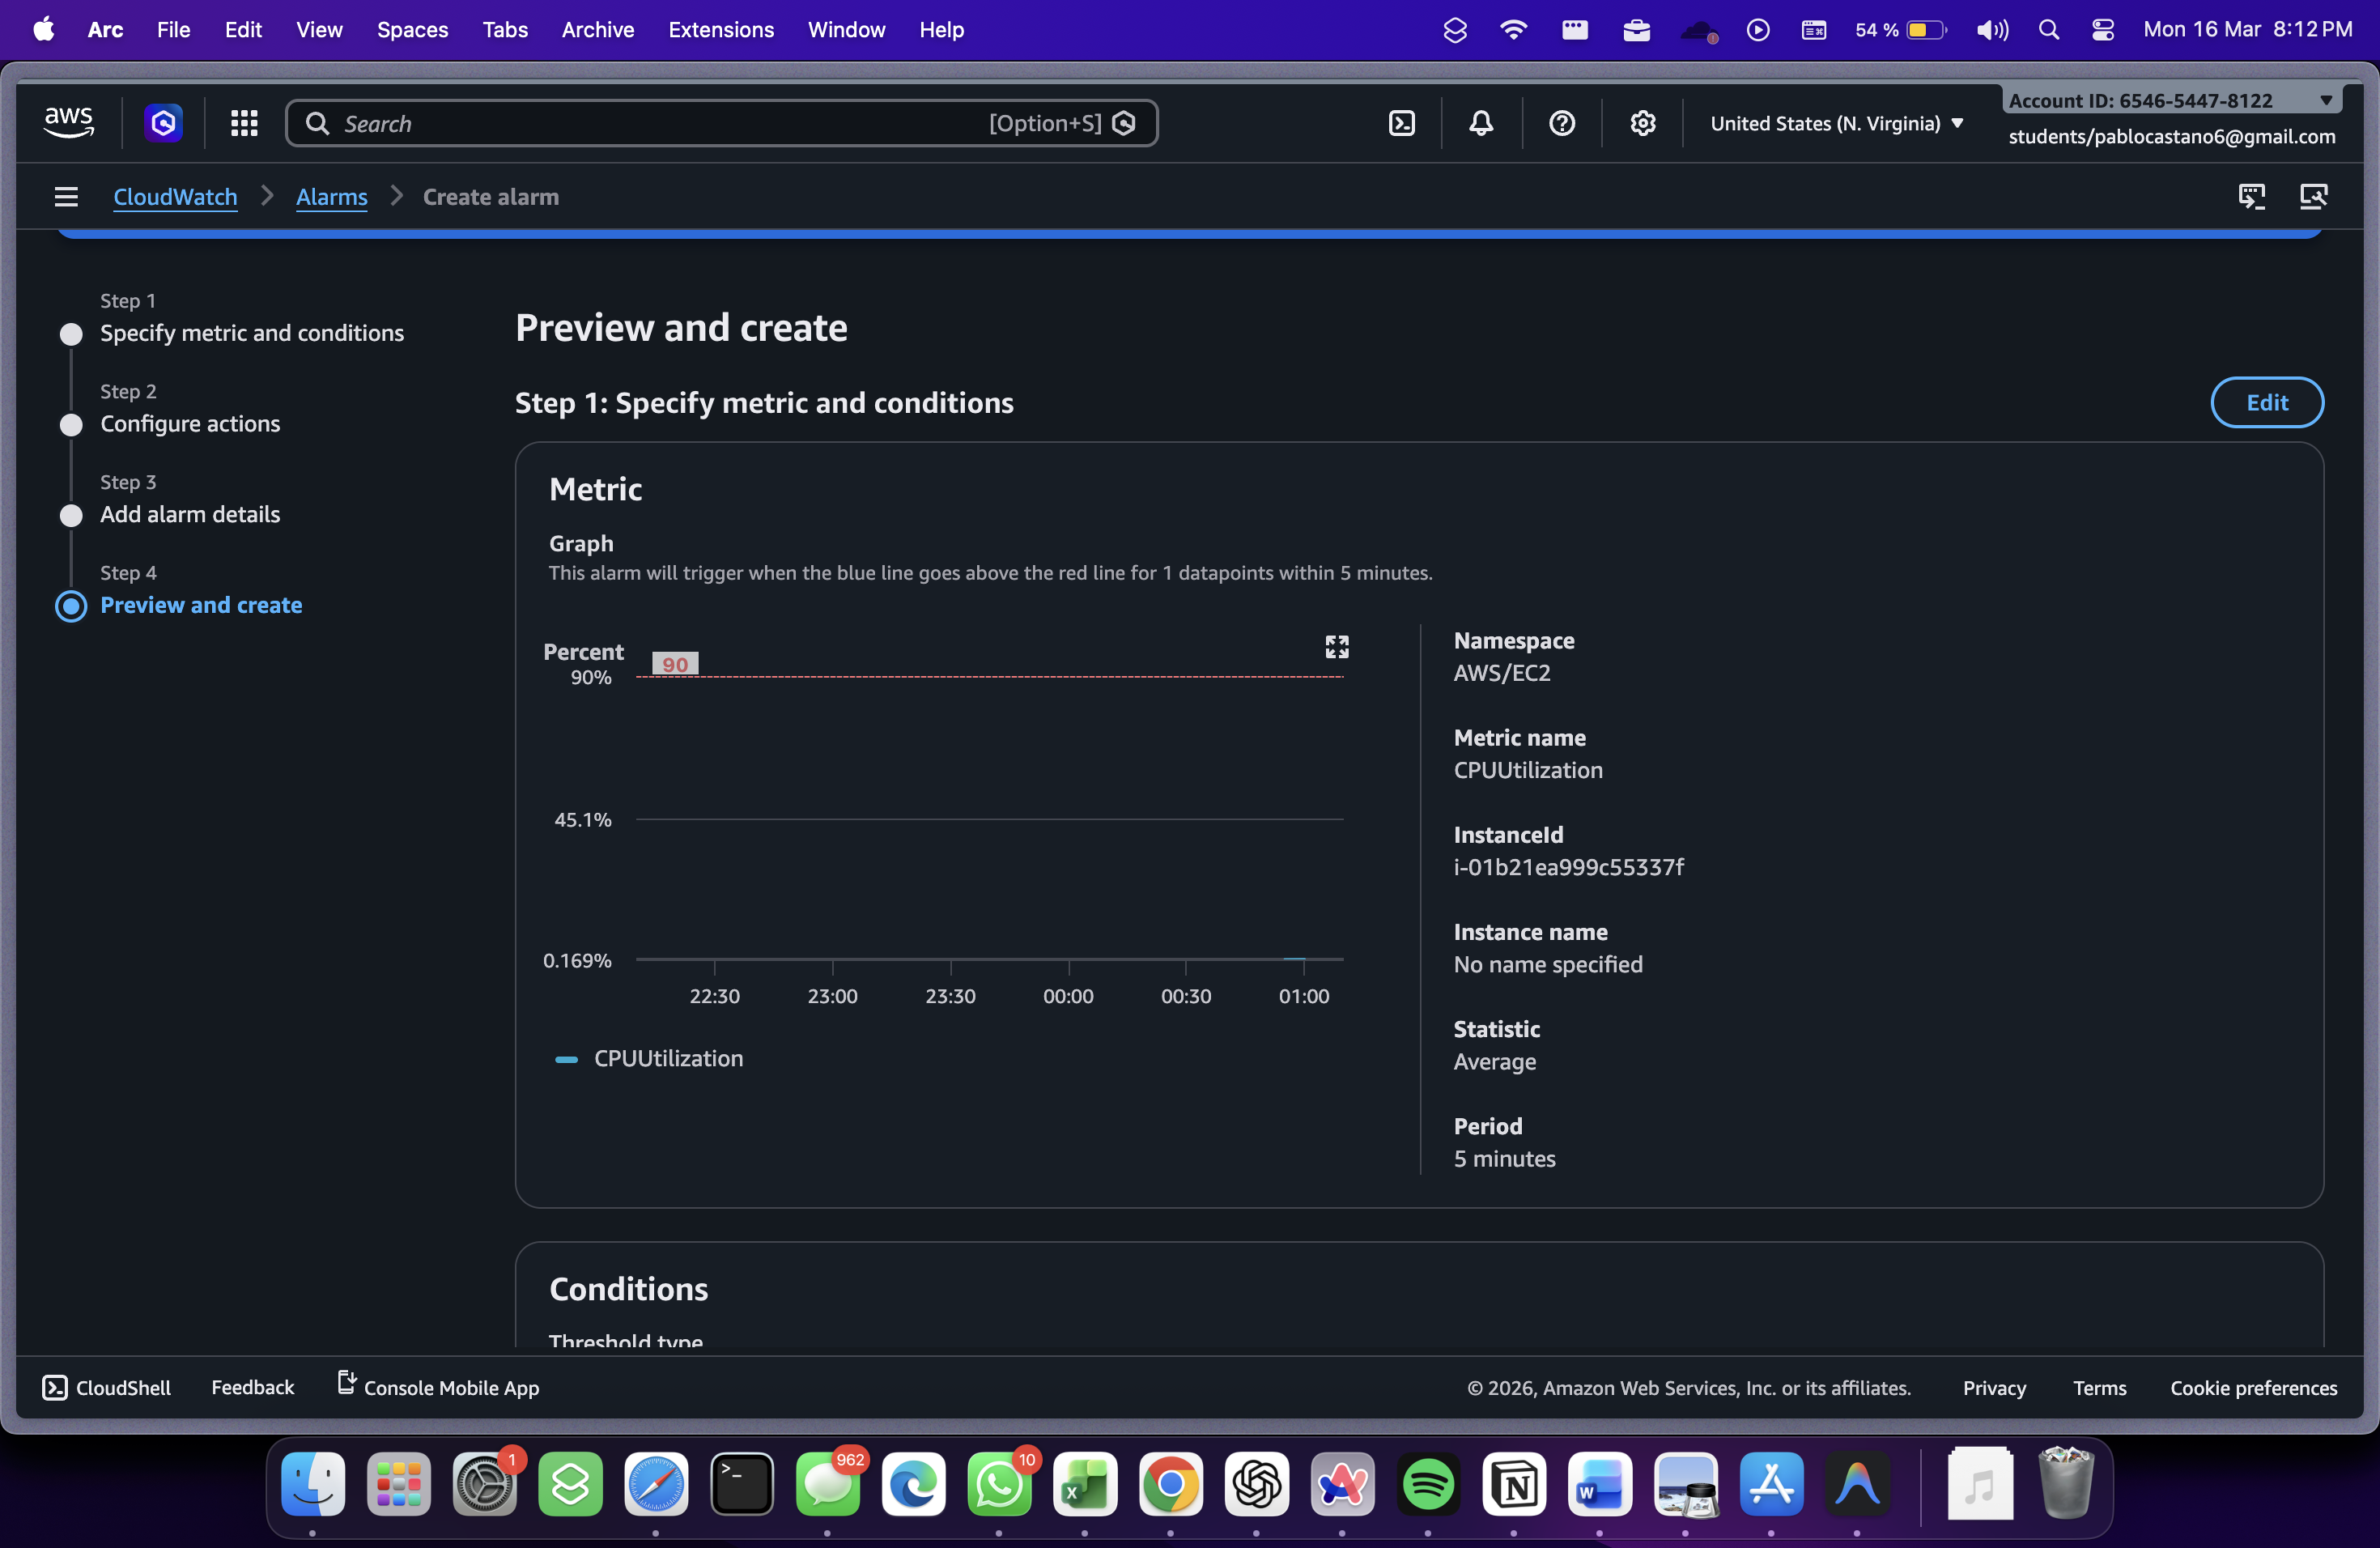 Arc File Edit View Spaces Tabs Archive Extensions Window Help 54 % Mon 16 Mar 8:12 PM
aws Search [Option+S] United States (N. Virginia) Account ID: 6546-5447-8122
students/pablocastano6@gmail.com
CloudWatch Alarms Create alarm
Step 1
Specify metric and conditions
Step 2
Configure actions
Step 3
Add alarm details
Step 4
Preview and create
Preview and create
Step 1: Specify metric and conditions Edit
Metric
Graph
This alarm will trigger when the blue line goes above the red line for 1 datapoints within 5 minutes.
Percent
90
90%
45.1%
0.169%
22:30 23:00 23:30 00:00 00:30 01:00
CPUUtilization
Namespace
AWS/EC2
Metric name
CPUUtilization
InstanceId
i-01b21ea999c55337f
Instance name
No name specified
Statistic
Average
Period
5 minutes
Conditions
Threshold type
CloudShell Feedback Console Mobile App © 2026, Amazon Web Services, Inc. or its affiliates. Privacy Terms Cookie preferences
1 962 10